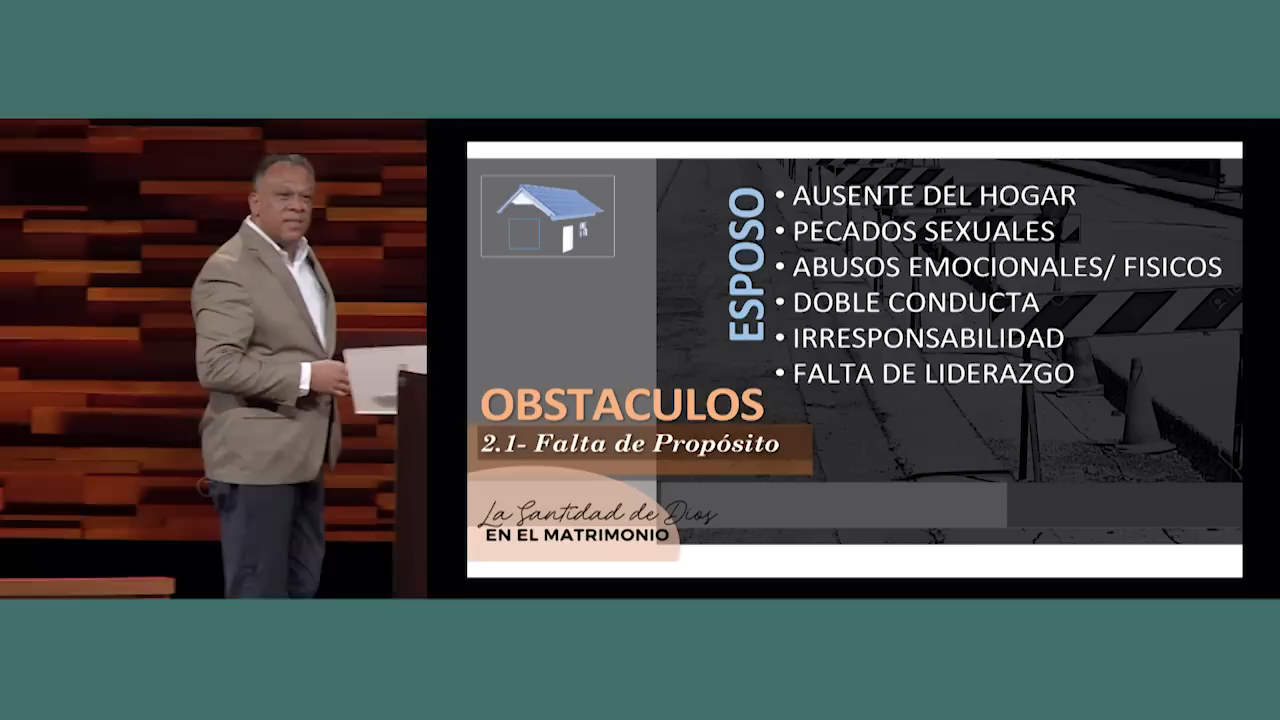 ESPOSO
• AUSENTE DEL HOGAR
• PECADOS SEXUALES
• ABUSOS EMOCIONALES/ FISICOS
• DOBLE CONDUCTA
• IRRESPONSABILIDAD
• FALTA DE LIDERAZGO
OBSTACULOS
2.1- Falta de Propósito
La Santidad de Dios
EN EL MATRIMONIO